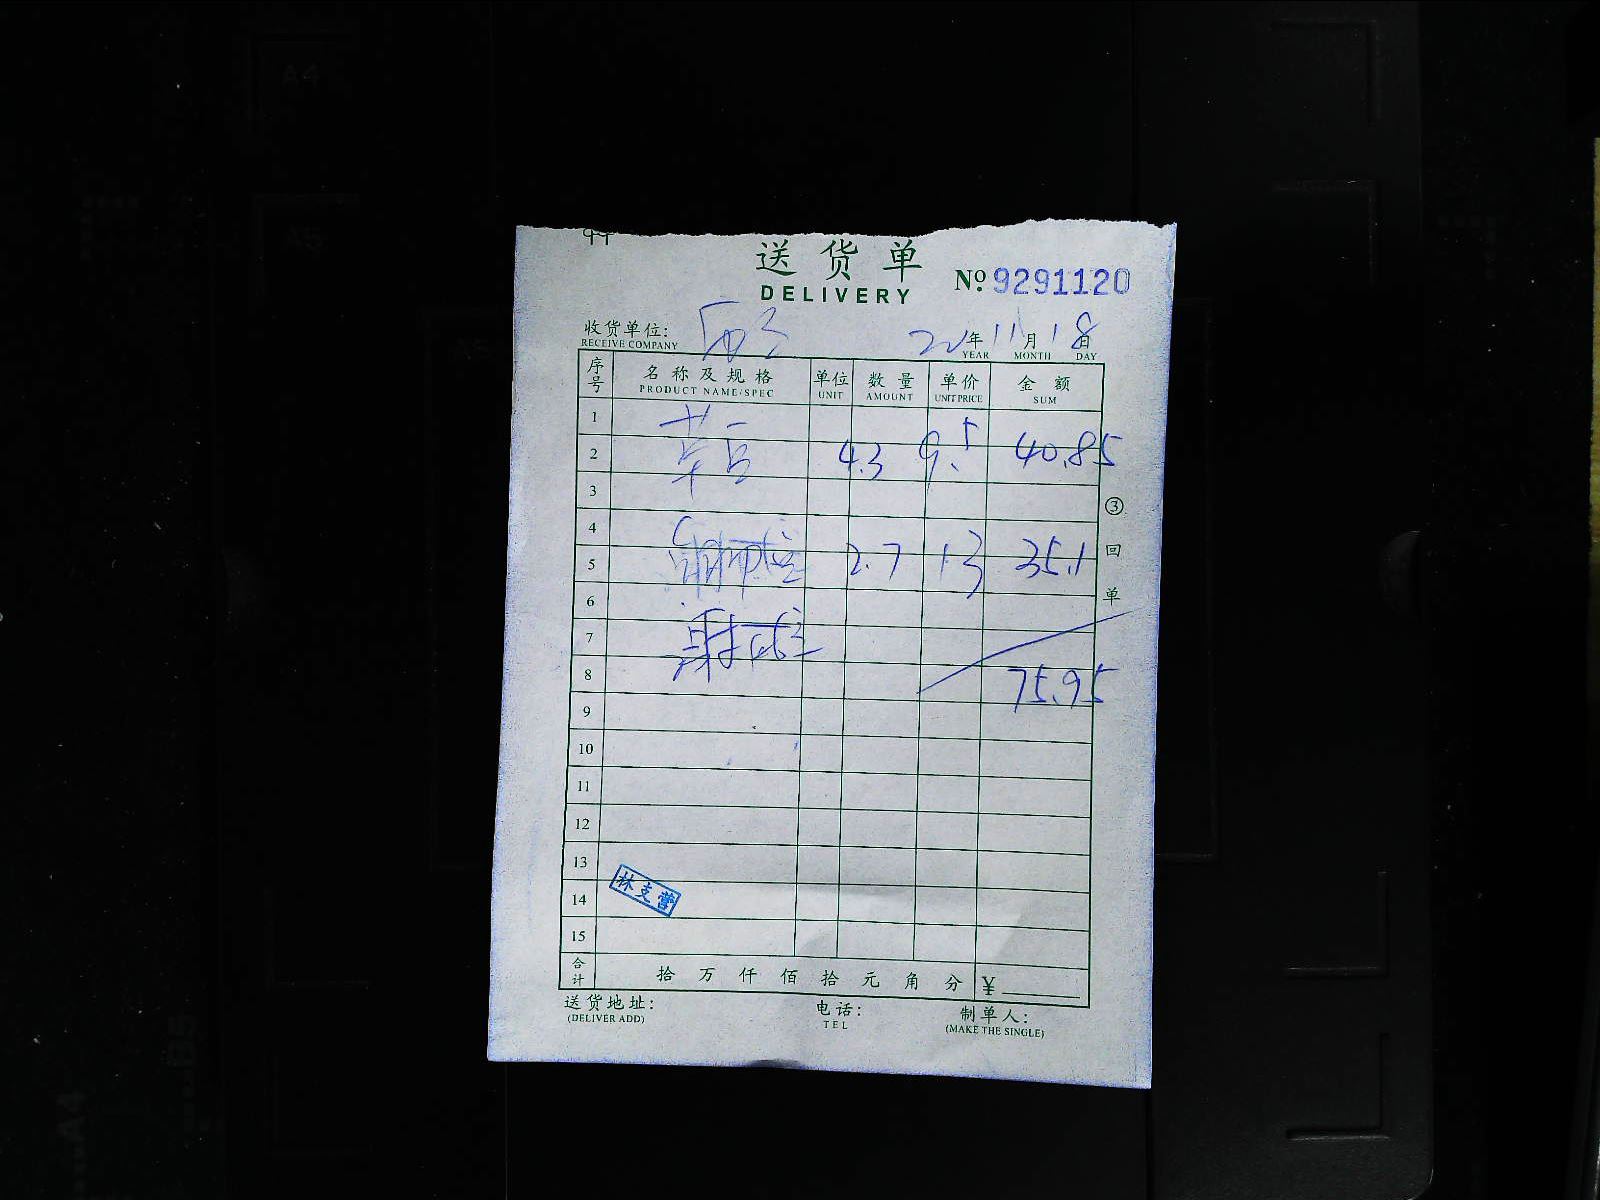 送货单
DELIVERY
№ 9291120
收货单位:
RECEIVE COMPANY
22年11月18日
YEAR MONTH DAY
序号 名称及规格 单位 数量 单价 金额
PRODUCT NAME/SPEC UNIT AMOUNT UNIT PRICE SUM
1
2 4.3 9.5 40.85
3
4
5 2.7 13 35.1
6
7
8 75.95
9
10
11
12
13
14 林支营
15
合计 拾万仟佰拾元角分 ¥
③回单
送货地址: 电话: 制单人:
(DELIVER ADD) TEL (MAKE THE SINGLE)